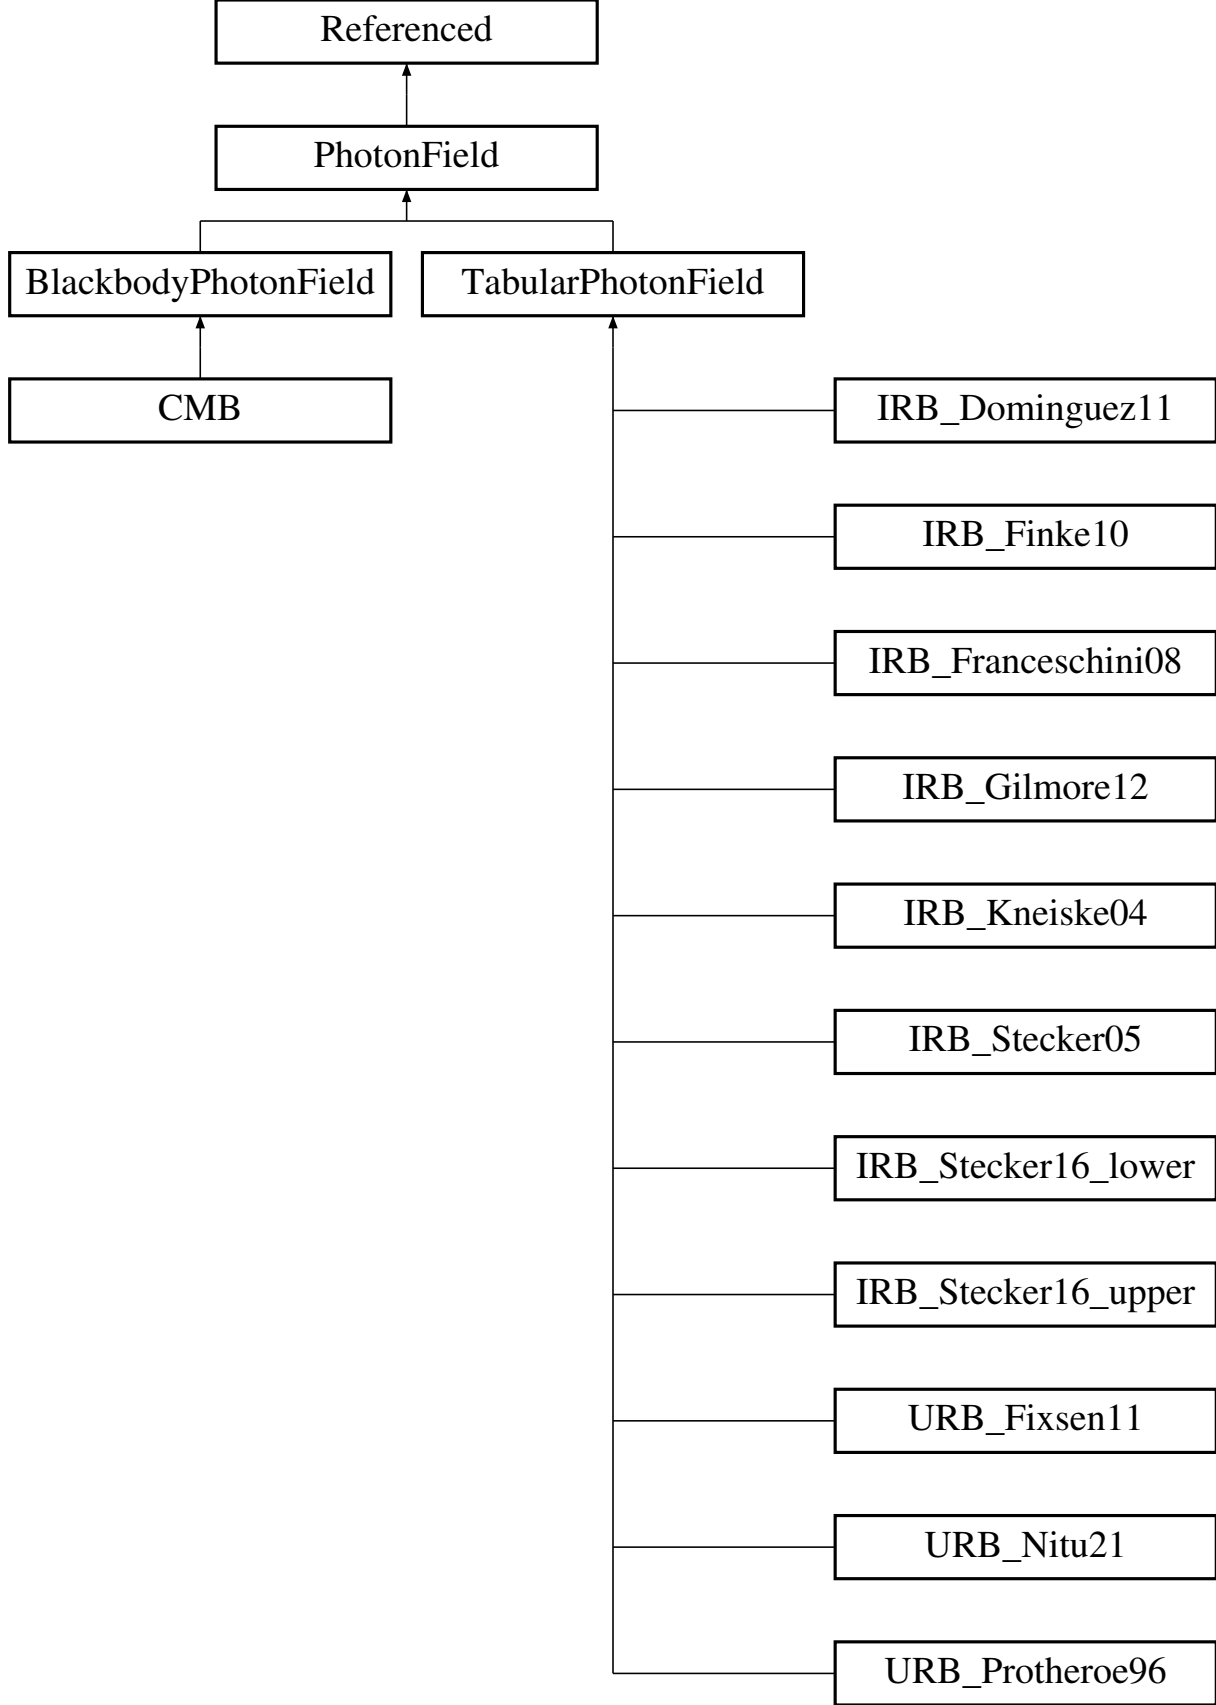 Referenced
PhotonField
BlackbodyPhotonField
TabularPhotonField
CMB
IRB_Dominguez11
IRB_Finke10
IRB_Franceschini08
IRB_Gilmore12
IRB_Kneiske04
IRB_Stecker05
IRB_Stecker16_lower
IRB_Stecker16_upper
URB_Fixsen11
URB_Nitu21
URB_Protheroe96